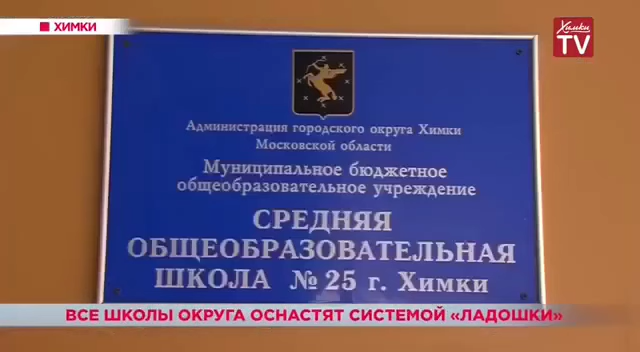 ХИМКИ
Химки
TV
Администрация городского округа Химки
Московской области
Муниципальное бюджетное
общеобразовательное учреждение
СРЕДНЯЯ
ОБЩЕОБРАЗОВАТЕЛЬНАЯ
ШКОЛА № 25 г. Химки
ВСЕ ШКОЛЫ ОКРУГА ОСНАСТЯТ СИСТЕМОЙ «ЛАДОШКИ»